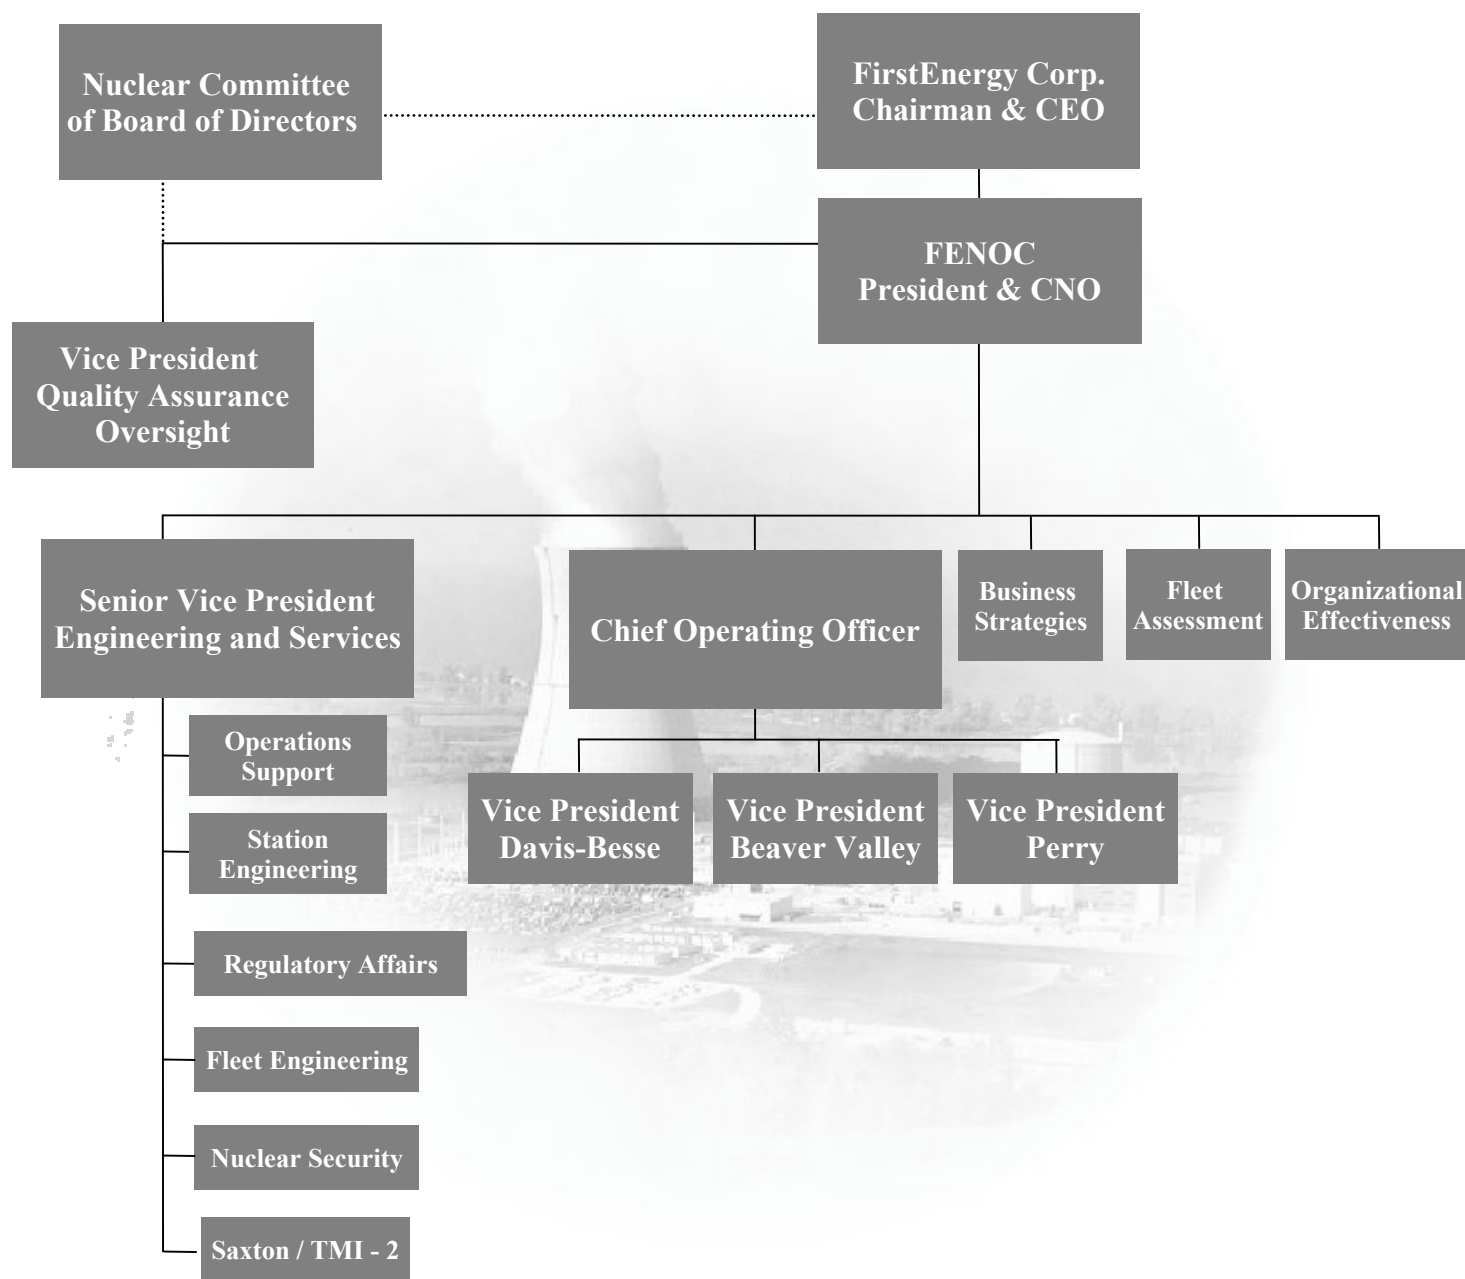 Nuclear Committee
of Board of Directors
FirstEnergy Corp.
Chairman & CEO
FENOC
President & CNO
Vice President
Quality Assurance
Oversight
Senior Vice President
Engineering and Services
Chief Operating Officer
Business
Strategies
Fleet
Assessment
Organizational
Effectiveness
Operations
Support
Station
Engineering
Regulatory Affairs
Fleet Engineering
Nuclear Security
Saxton / TMI - 2
Vice President
Davis-Besse
Vice President
Beaver Valley
Vice President
Perry